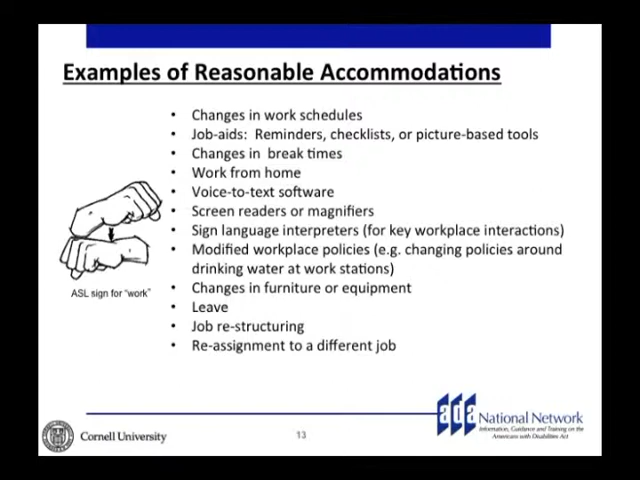 Examples of Reasonable Accommodations
• Changes in work schedules
• Job-aids: Reminders, checklists, or picture-based tools
• Changes in break times
• Work from home
• Voice-to-text software
• Screen readers or magnifiers
• Sign language interpreters (for key workplace interactions)
• Modified workplace policies (e.g. changing policies around
drinking water at work stations)
• Changes in furniture or equipment
• Leave
• Job re-structuring
• Re-assignment to a different job
ASL sign for "work"
Cornell University
13
ada National Network
Information, Guidance and Training on the
Americans with Disabilities Act